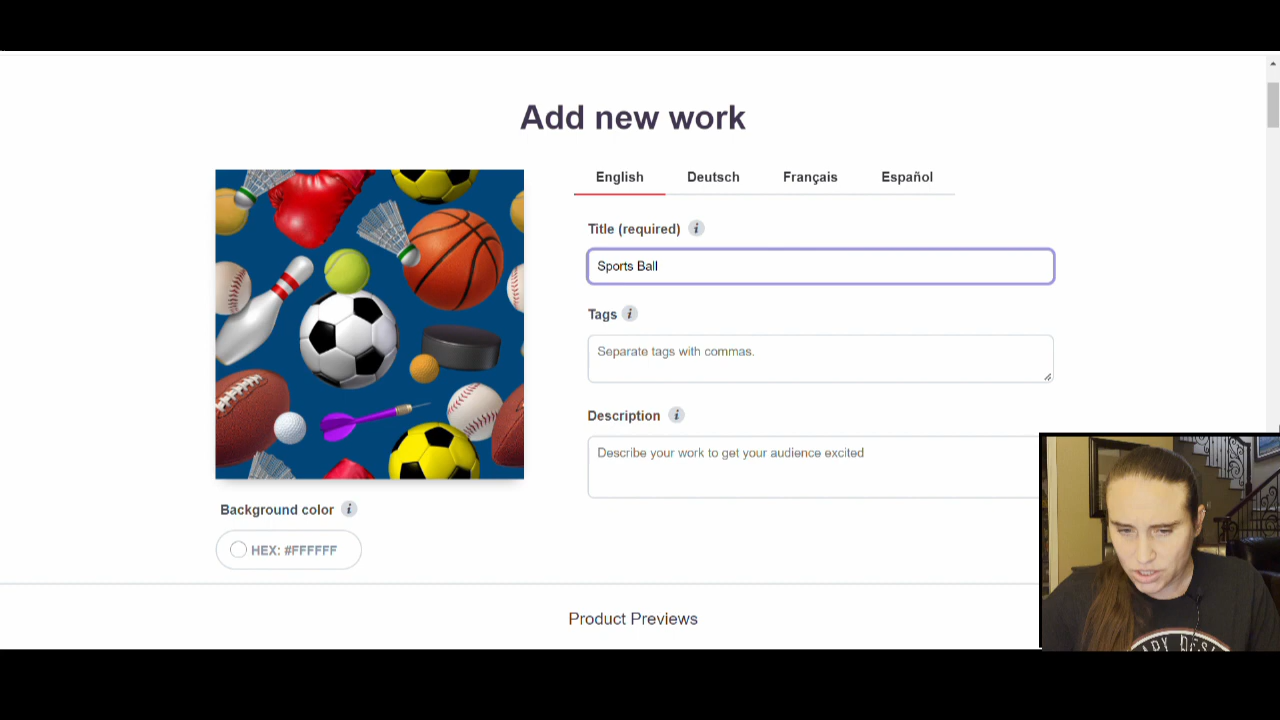 Add new work
English Deutsch Français Español
Title (required) i
Sports Ball
Tags i
Separate tags with commas.
Description i
Describe your work to get your audience excited
Background color i
HEX: #FFFFFF
Product Previews